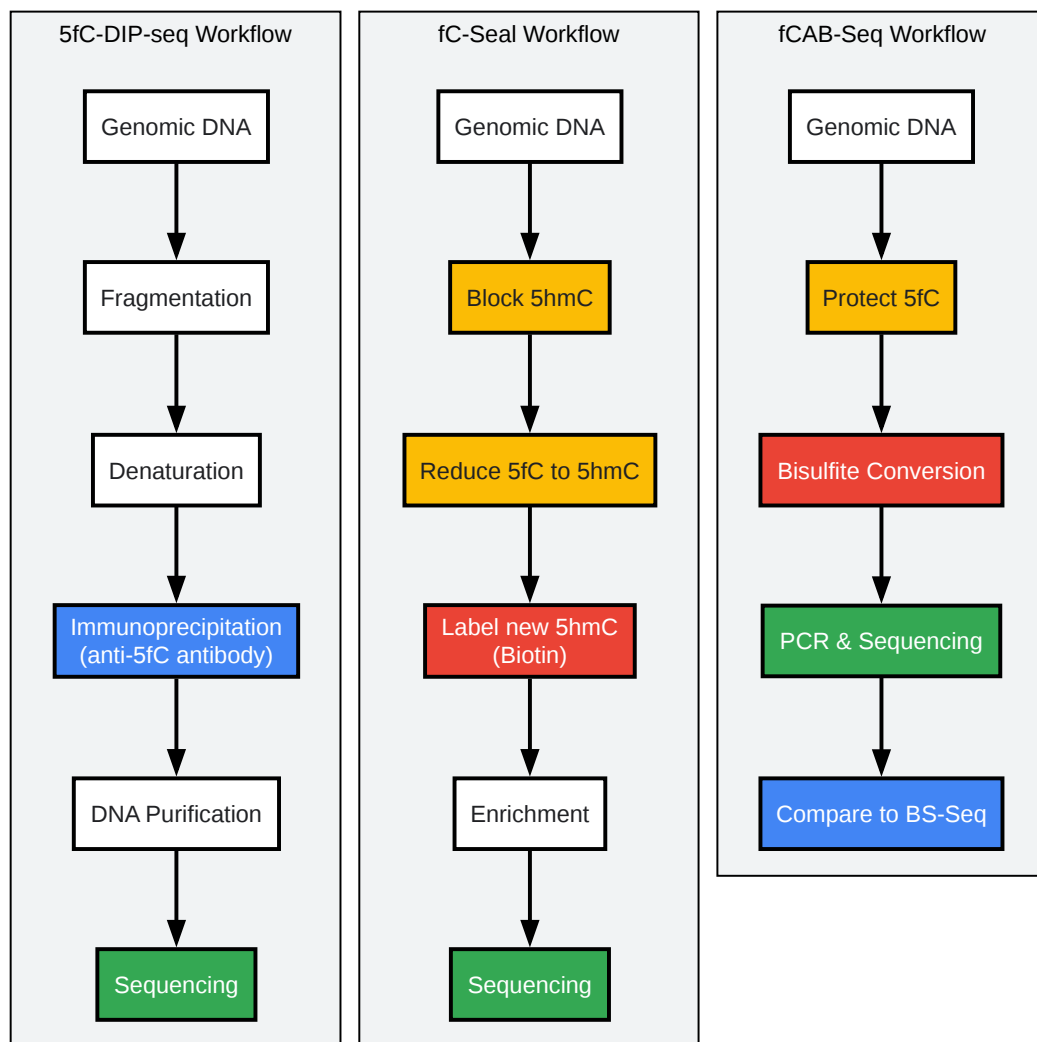 5fC-DIP-seq Workflow
Genomic DNA
Fragmentation
Denaturation
Immunoprecipitation
(anti-5fC antibody)
DNA Purification
Sequencing
fC-Seal Workflow
Genomic DNA
Block 5hmC
Reduce 5fC to 5hmC
Label new 5hmC
(Biotin)
Enrichment
Sequencing
fCAB-Seq Workflow
Genomic DNA
Protect 5fC
Bisulfite Conversion
PCR & Sequencing
Compare to BS-Seq